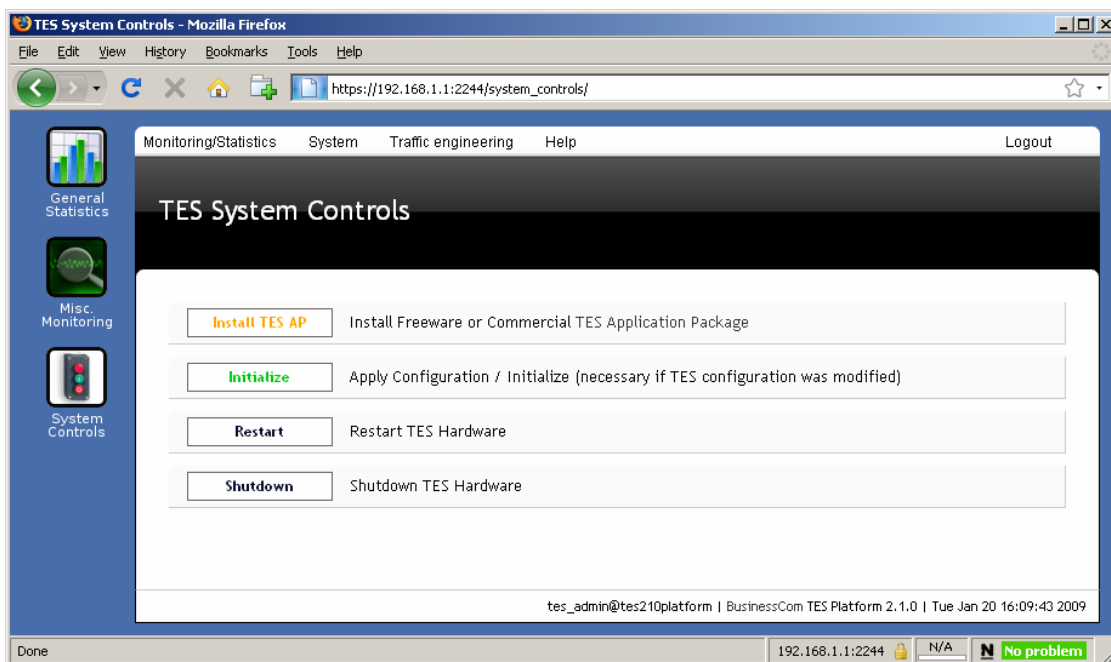 TES System Controls - Mozilla Firefox
File Edit View History Bookmarks Tools Help
https://192.168.1.1:2244/system_controls/
Monitoring/Statistics System Traffic engineering Help Logout
General
Statistics
TES System Controls
Misc.
Monitoring
Install TES AP Install Freeware or Commercial TES Application Package
Initialize Apply Configuration / Initialize (necessary if TES configuration was modified)
System
Controls
Restart Restart TES Hardware
Shutdown Shutdown TES Hardware
tes_admin@tes210platform | BusinessCom TES Platform 2.1.0 | Tue Jan 20 16:09:43 2009
Done 192.168.1.1:2244 N/A N No problem